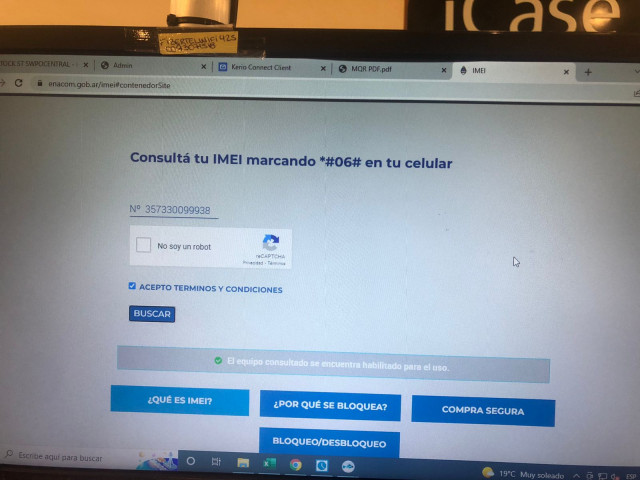 iCase
Admin
Kerio Connect Client
MQR PDF.pdf
IMEI
enacom.gob.ar/imei#contenedorSite
Consultá tu IMEI marcando *#06# en tu celular
Nº 357330099938
No soy un robot
reCAPTCHA
Privacidad - Términos
ACEPTO TERMINOS Y CONDICIONES
BUSCAR
El equipo consultado se encuentra habilitado para el uso.
¿QUÉ ES IMEI?
¿POR QUÉ SE BLOQUEA?
COMPRA SEGURA
BLOQUEO/DESBLOQUEO
Escribe aquí para buscar
19°C Muy soleado
ESP